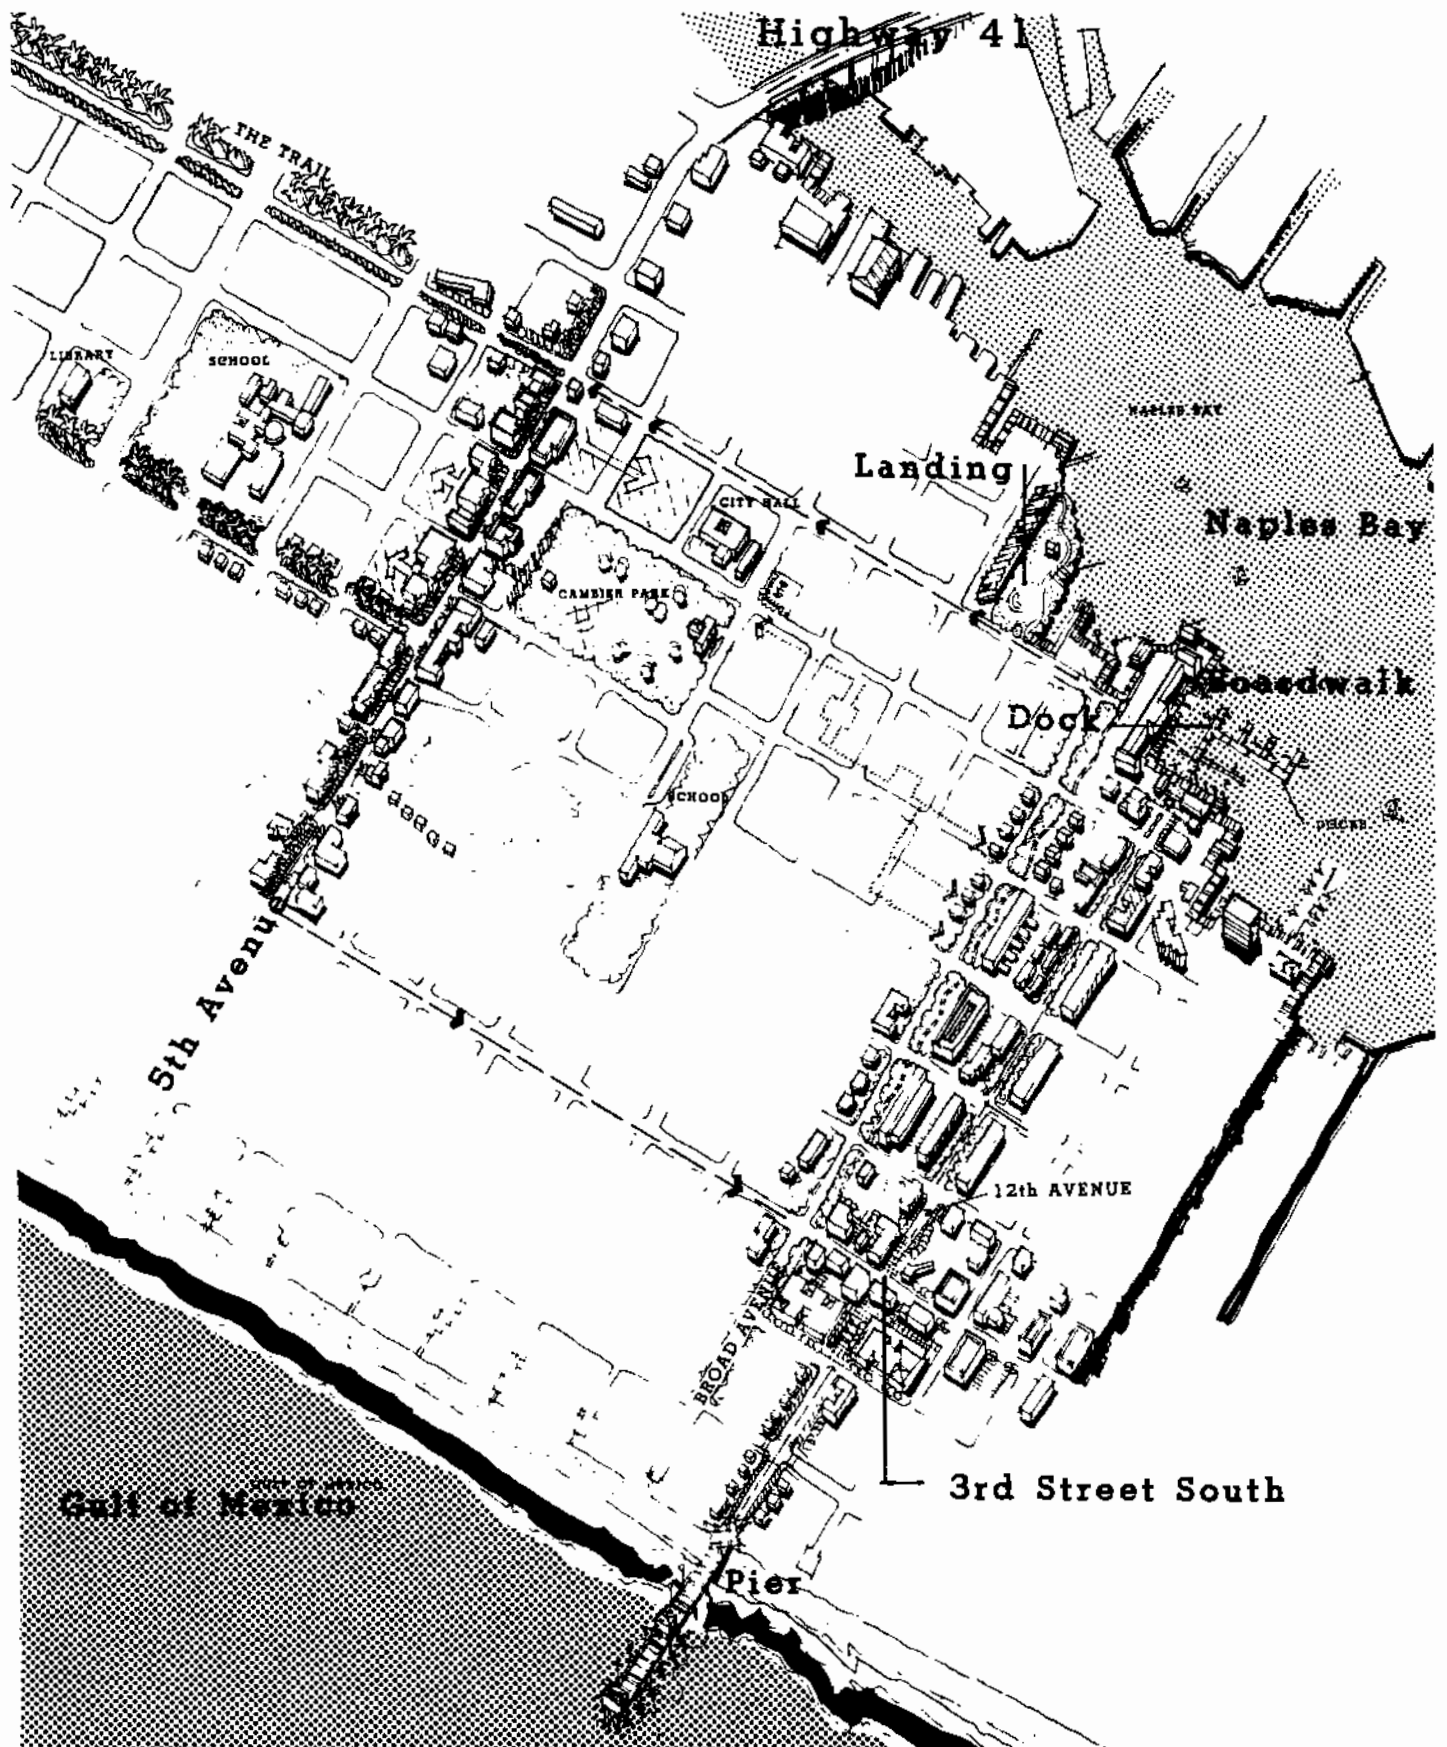 Highway 41
THE TRAIL
LIBRARY
SCHOOL
NAPLES BAY
Landing
CITY HALL
Naples Bay
CAMBIER PARK
Boardwalk
Dock
SCHOOL
5th Avenu
12th AVENUE
BROAD AVENUE
Gulf of Mexico
GULF OF MEXICO
3rd Street South
Pier